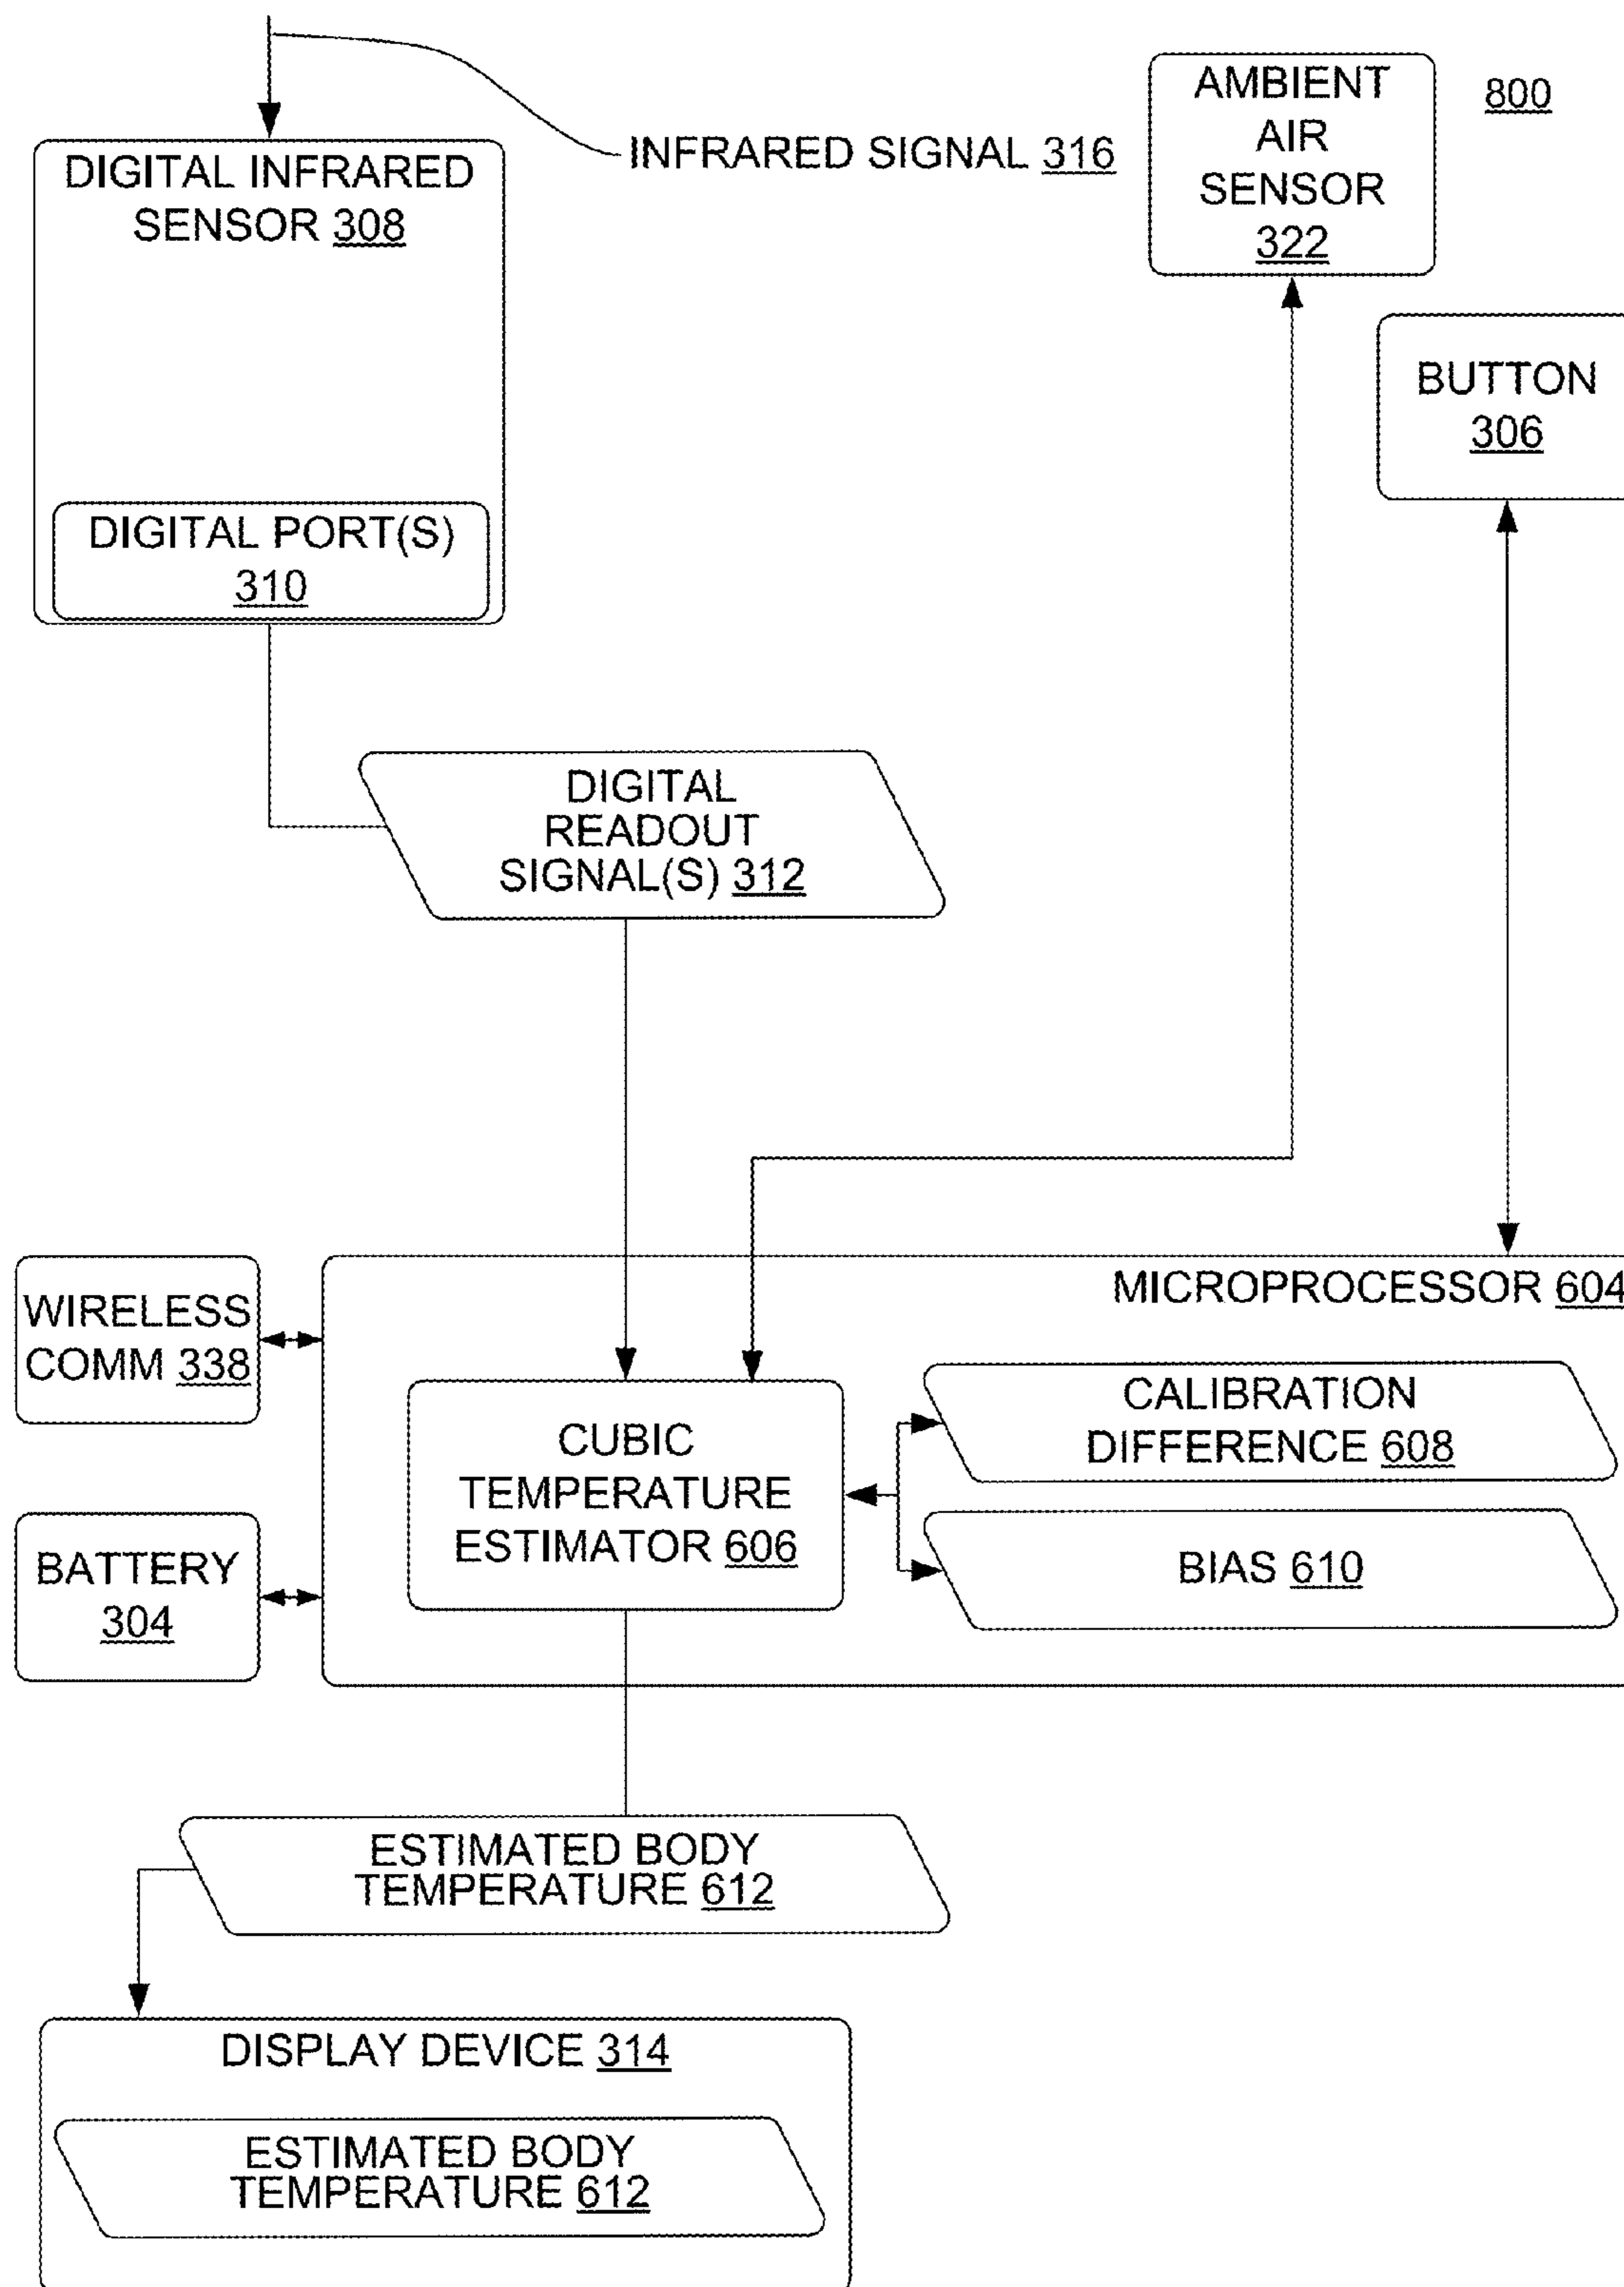 INFRARED SIGNAL 316
AMBIENT
AIR
SENSOR
322
800
DIGITAL INFRARED
SENSOR 308
BUTTON
306
DIGITAL PORT(S)
310
DIGITAL
READOUT
SIGNAL(S) 312
MICROPROCESSOR 604
WIRELESS
COMM 338
CALIBRATION
DIFFERENCE 608
CUBIC
TEMPERATURE
ESTIMATOR 606
BATTERY
304
BIAS 610
ESTIMATED BODY
TEMPERATURE 612
DISPLAY DEVICE 314
ESTIMATED BODY
TEMPERATURE 612